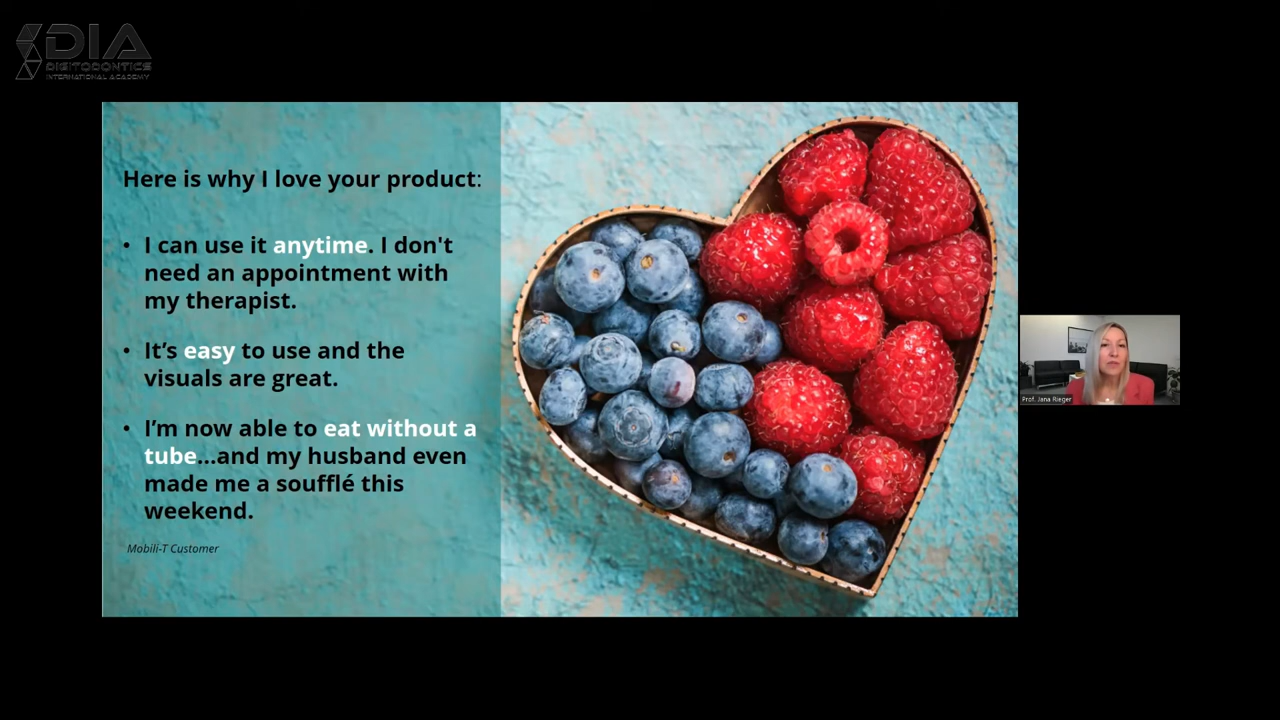 DIA
DIGITODONTICS
INTERNATIONAL ACADEMY
Here is why I love your product:
• I can use it anytime. I don't
need an appointment with
my therapist.
• It’s easy to use and the
visuals are great.
• I’m now able to eat without a
tube...and my husband even
made me a soufflé this
weekend.
Mobili-T Customer
Prof. Jana Rieger